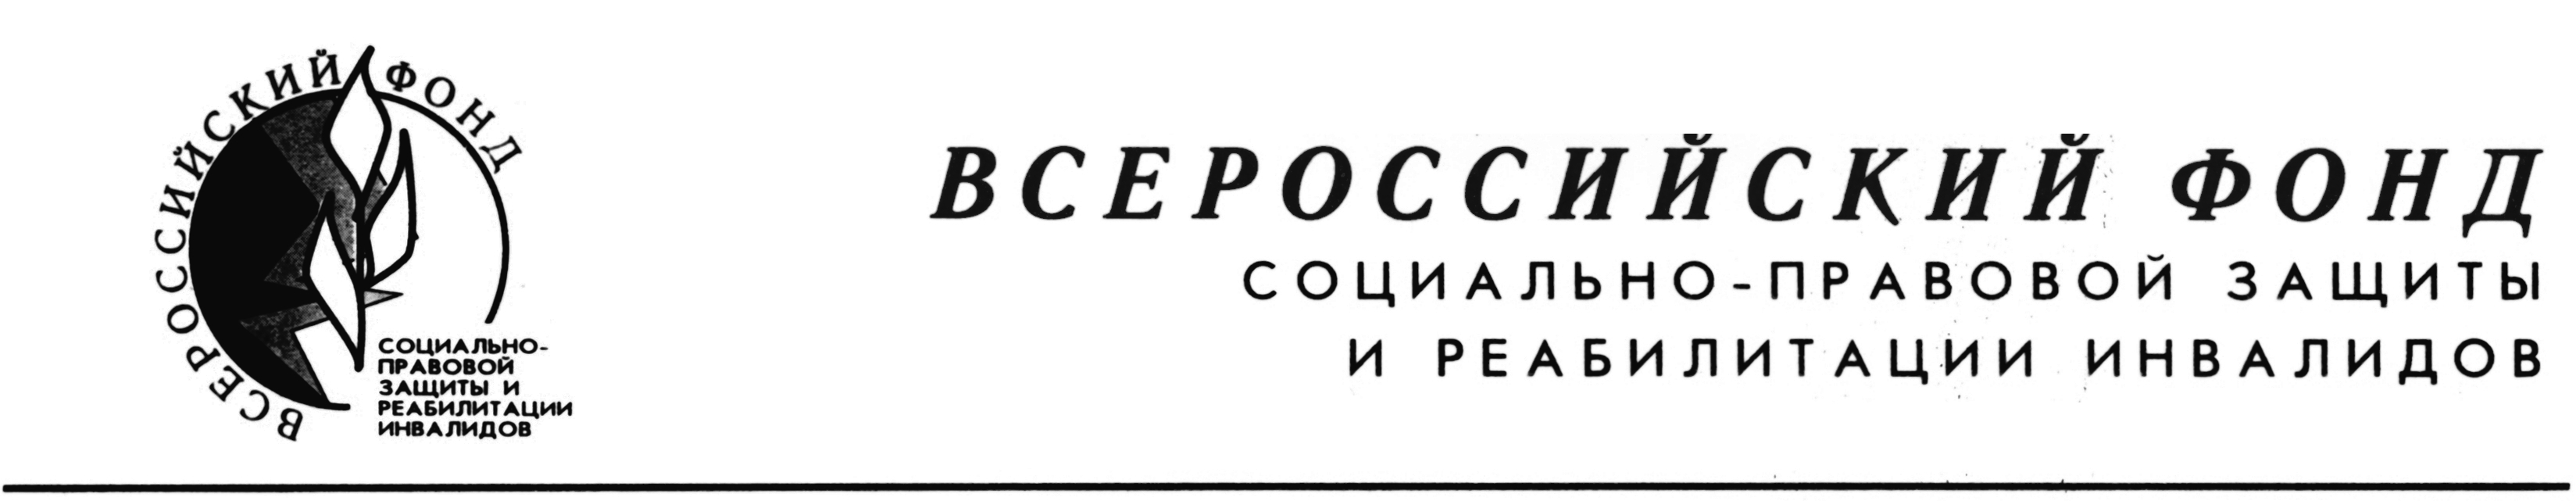 ВСЕРОССИЙСКИЙ ФОНД
СОЦИАЛЬНО-
ПРАВОВОЙ
ЗАЩИТЫ И
РЕАБИЛИТАЦИИ
ИНВАЛИДОВ
ВСЕРОССИЙСКИЙ ФОНД
СОЦИАЛЬНО-ПРАВОВОЙ ЗАЩИТЫ
И РЕАБИЛИТАЦИИ ИНВАЛИДОВ